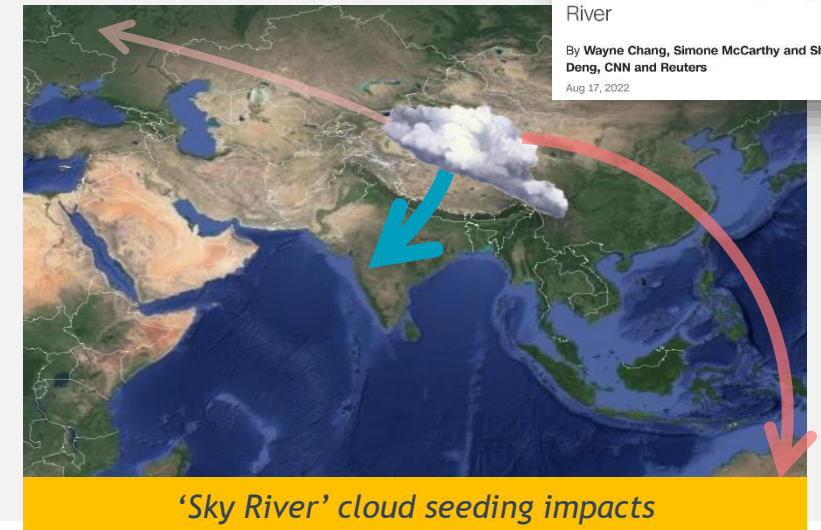 River
By Wayne Chang, Simone McCarthy and Sh
Deng, CNN and Reuters
Aug 17, 2022
‘Sky River’ cloud seeding impacts